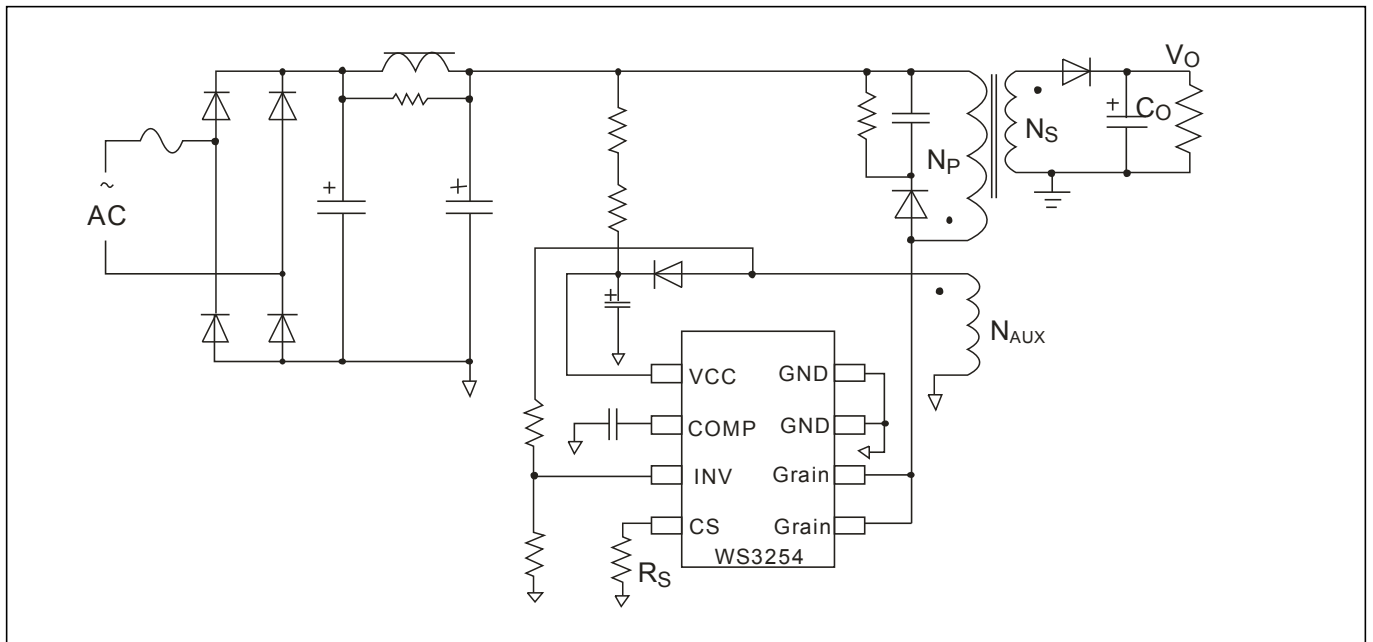 VO
+
CO
NS
NP
~
AC
+
+
+
NAUX
VCC
GND
COMP
GND
INV
Grain
CS
Grain
WS3254
RS